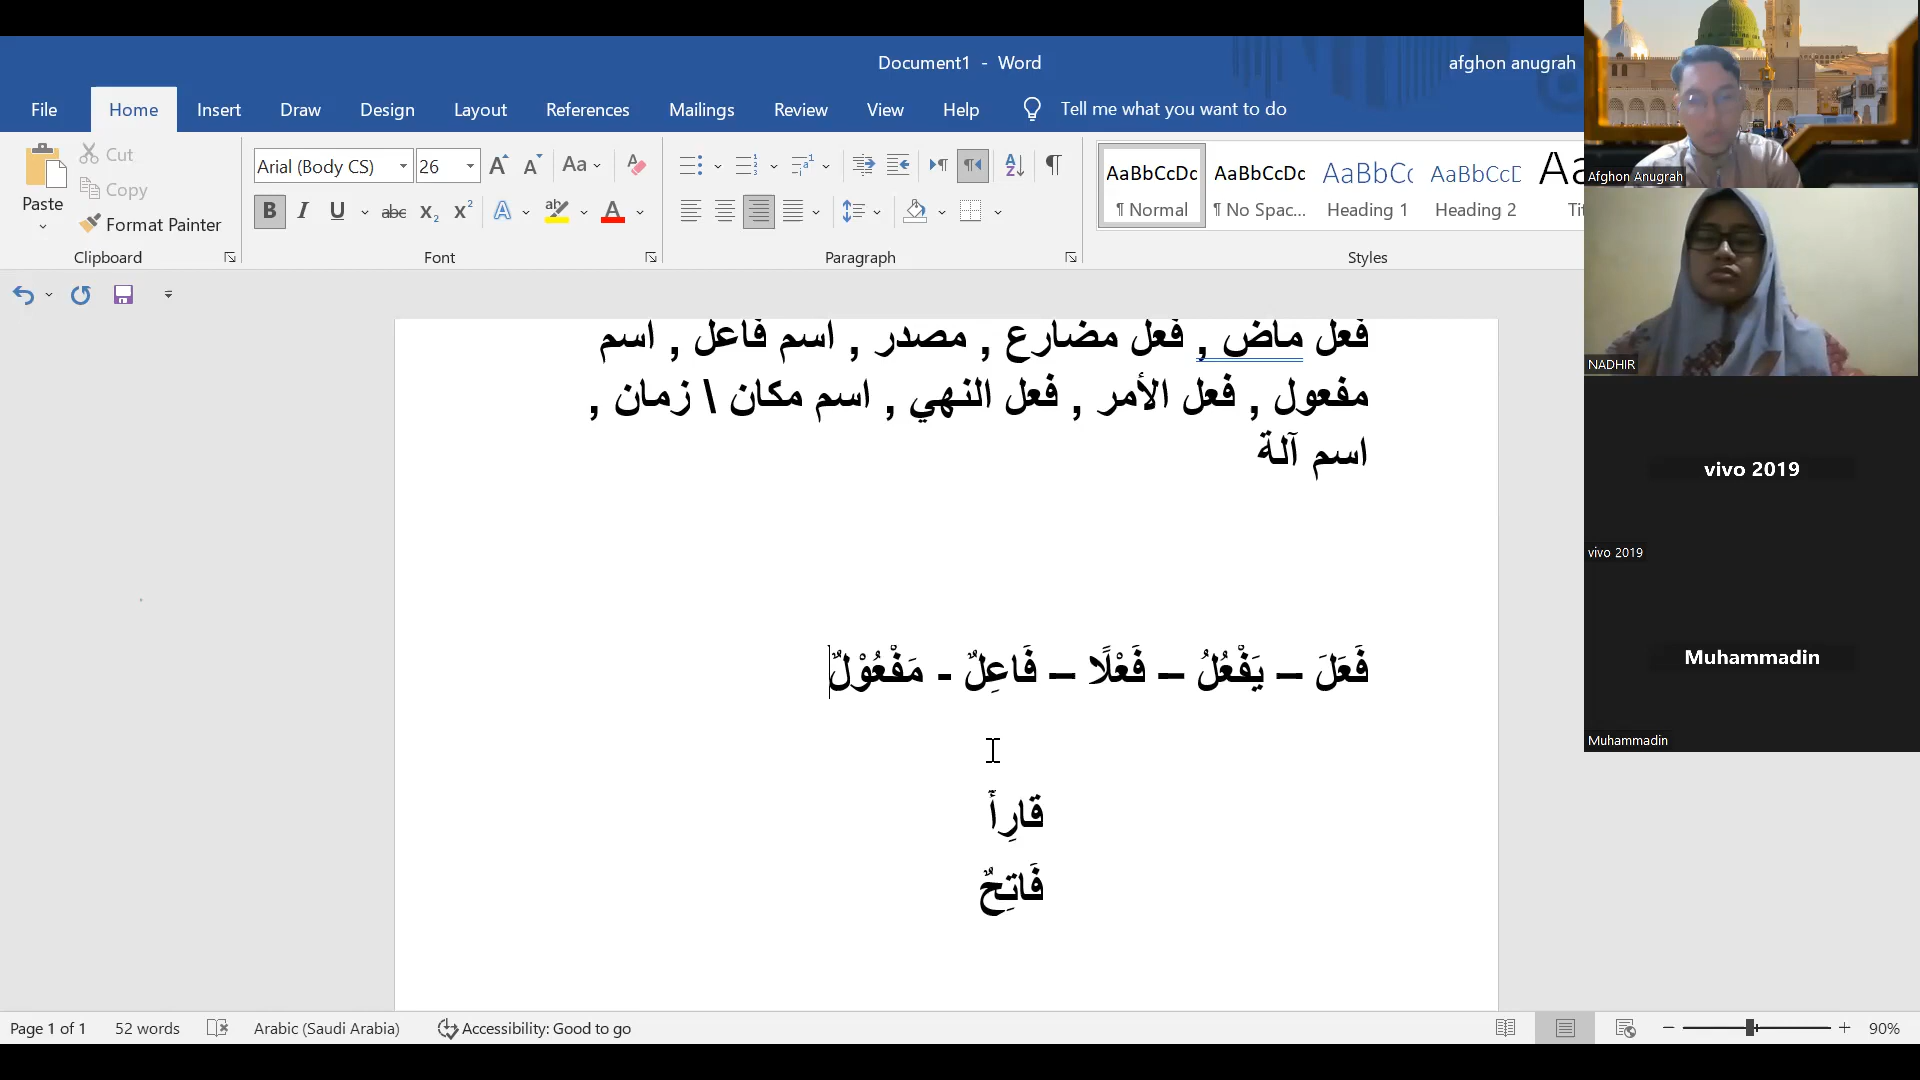 Document1 - Word
afghon anugrah
File Home Insert Draw Design Layout References Mailings Review View Help Tell me what you want to do
Paste
Cut
Copy
Format Painter
Clipboard
Arial (Body CS) 26
Font
Paragraph
AaBbCcDc AaBbCcDc AaBbCc AaBbCcD
¶ Normal ¶ No Spac... Heading 1 Heading 2
Styles
فعل ماض , فعل مضارع , مصدر , اسم فاعل , اسم
مفعول , فعل الأمر , فعل النهي , اسم مكان \ زمان ,
اسم آلة
فَعَلَ – يَفْعُلُ – فَعْلًا – فَاعِلٌ - مَفْعُوْلٌ
قارِأٌ
فَاتِحٌ
Afghon Anugrah
NADHIR
vivo 2019
vivo 2019
Muhammadin
Muhammadin
Page 1 of 1 52 words Arabic (Saudi Arabia) Accessibility: Good to go 90%